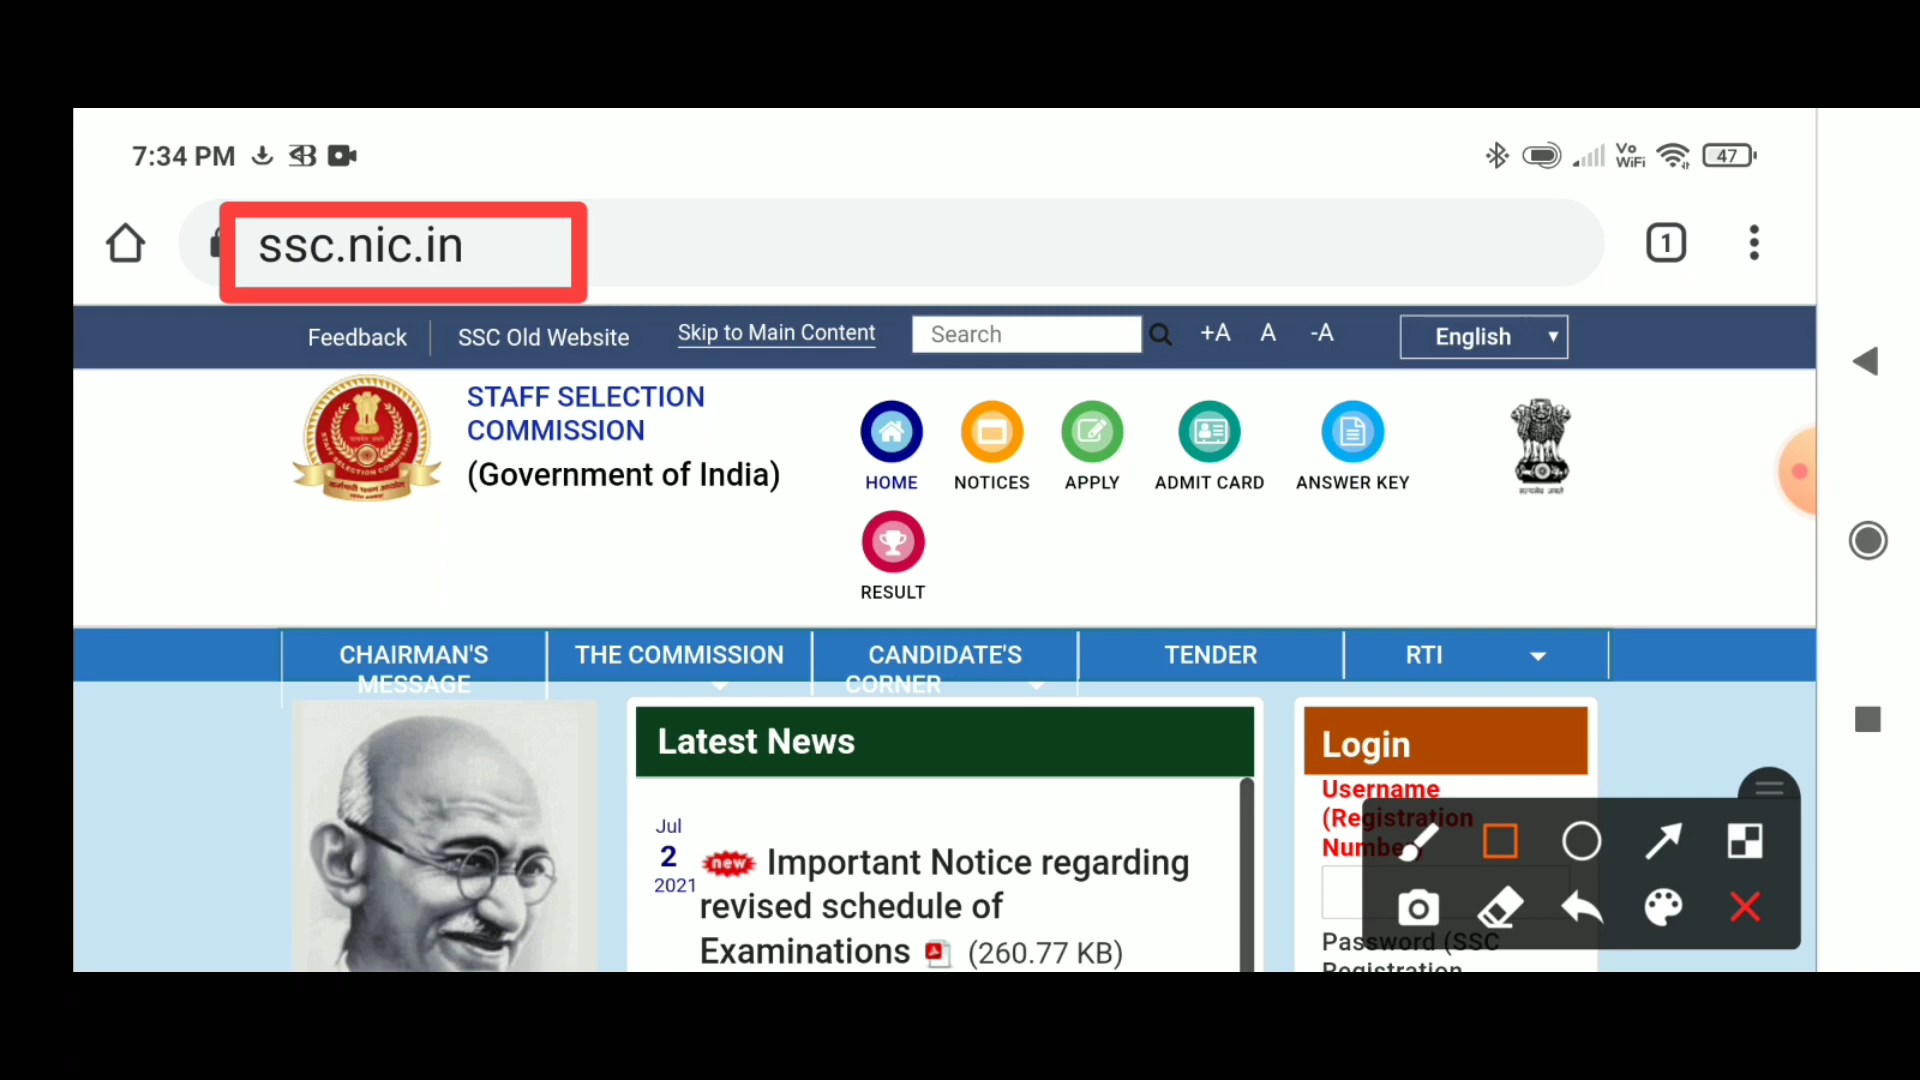 7:34 PM
Vo
WiFi
47
ssc.nic.in
1
Feedback
SSC Old Website
Skip to Main Content
Search
+A A -A
English
STAFF SELECTION
COMMISSION
(Government of India)
HOME
NOTICES
APPLY
ADMIT CARD
ANSWER KEY
RESULT
CHAIRMAN'S
MESSAGE
THE COMMISSION
CANDIDATE'S
CORNER
TENDER
RTI
Latest News
Jul
2
2021
new Important Notice regarding
revised schedule of
Examinations (260.77 KB)
Login
Username
(Registration
Number)
Password (SSC
Registration